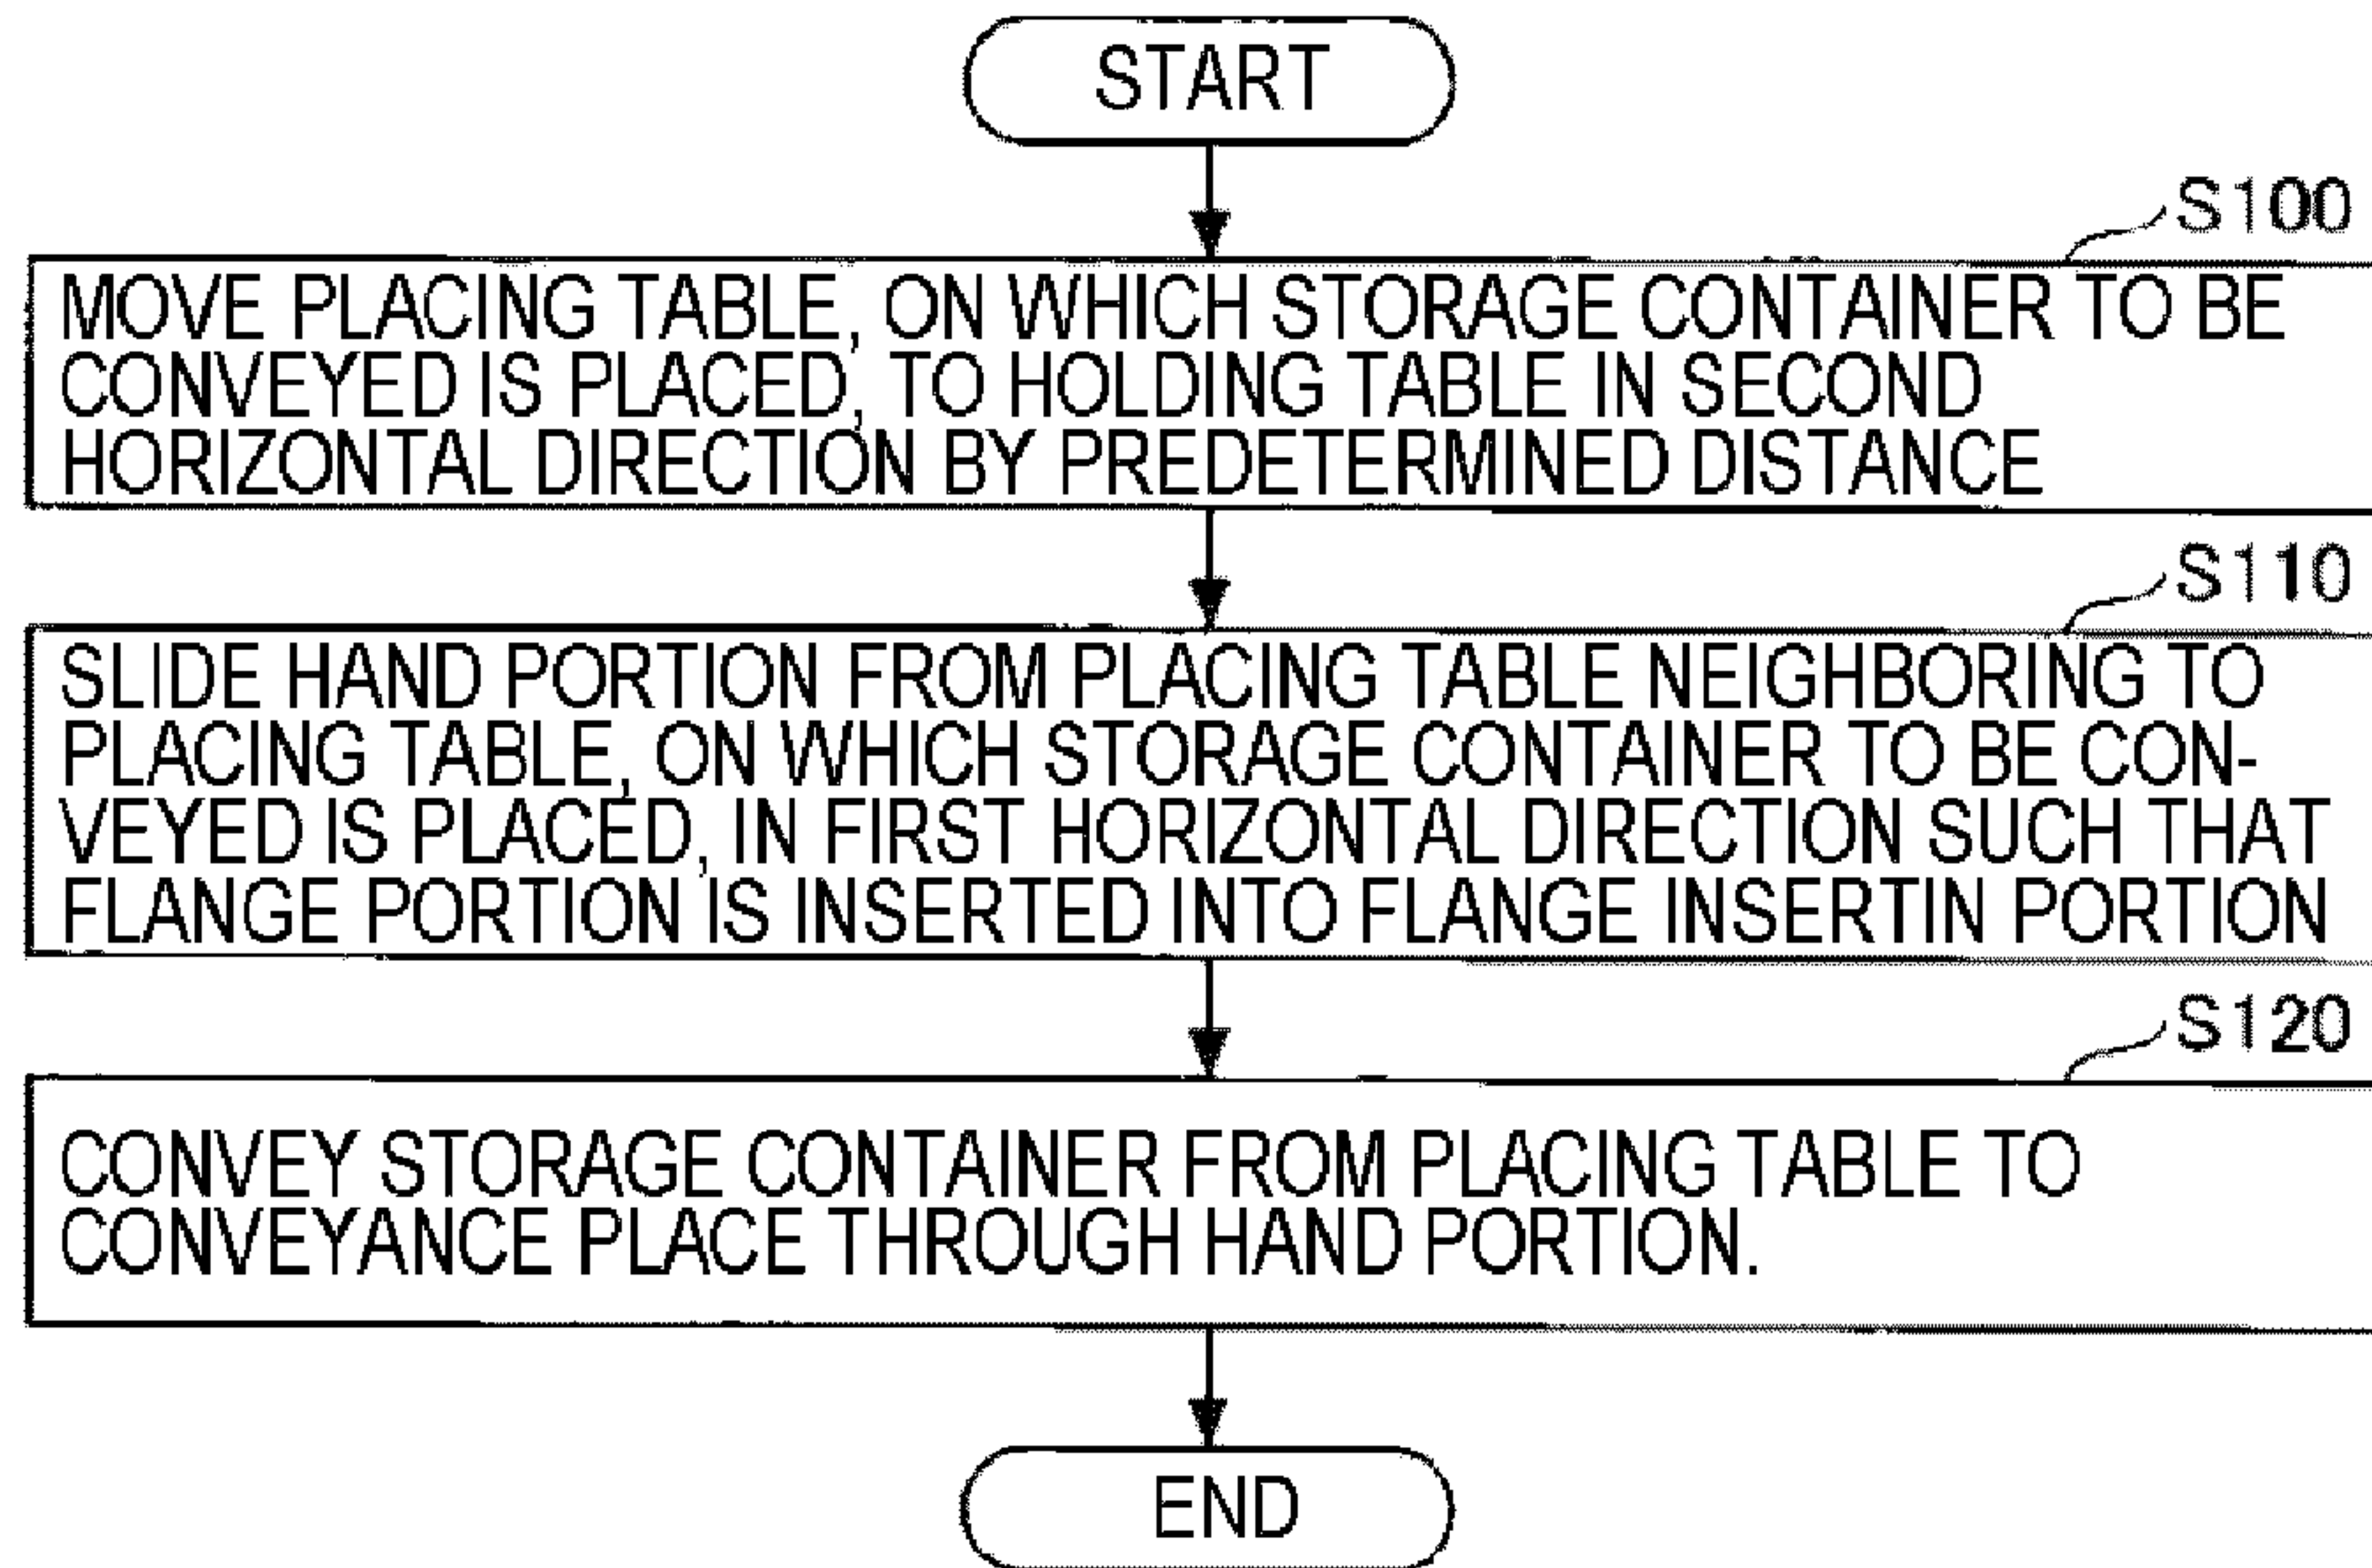 START
S100
MOVE PLACING TABLE, ON WHICH STORAGE CONTAINER TO BE
CONVEYED IS PLACED, TO HOLDING TABLE IN SECOND
HORIZONTAL DIRECTION BY PREDETERMINED DISTANCE
S110
SLIDE HAND PORTION FROM PLACING TABLE NEIGHBORING TO
PLACING TABLE, ON WHICH STORAGE CONTAINER TO BE CON-
VEYED IS PLACED, IN FIRST HORIZONTAL DIRECTION SUCH THAT
FLANGE PORTION IS INSERTED INTO FLANGE INSERTIN PORTION
S120
CONVEY STORAGE CONTAINER FROM PLACING TABLE TO
CONVEYANCE PLACE THROUGH HAND PORTION.
END